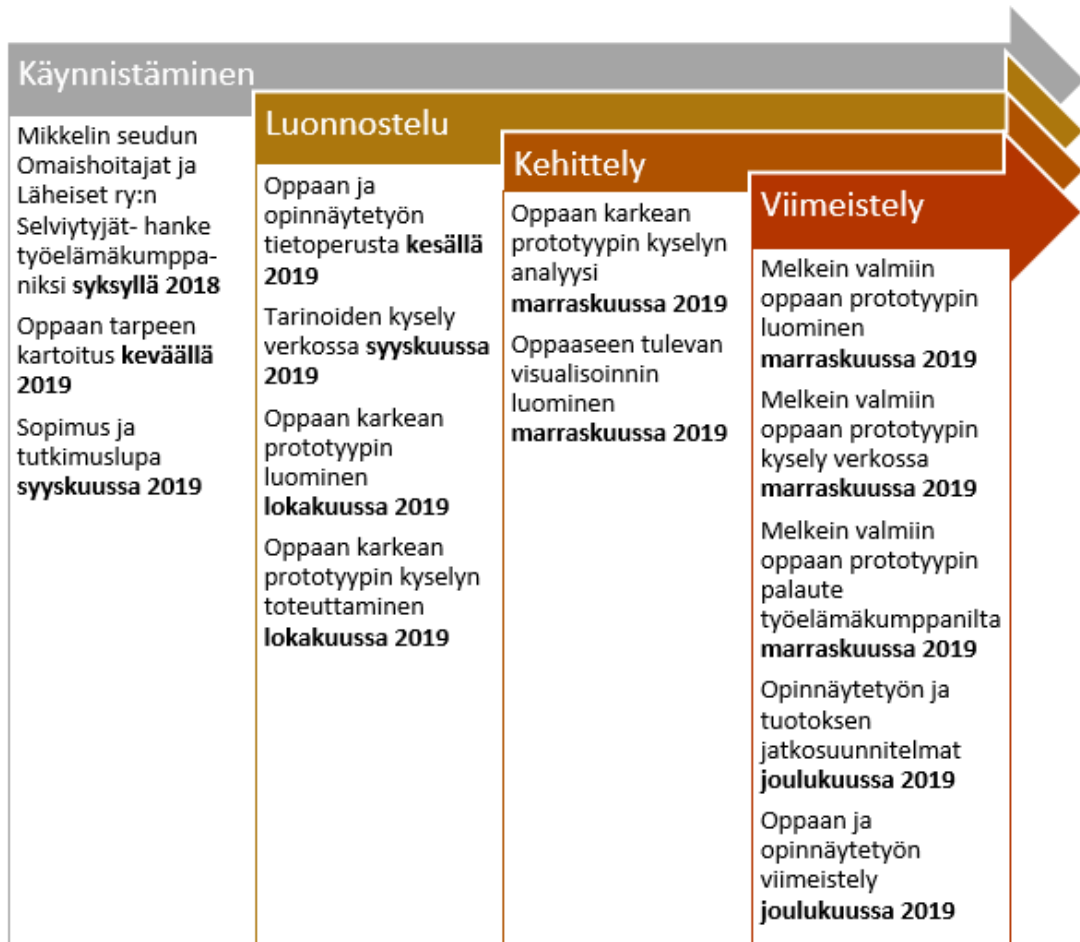 Käynnistäminen
Mikkelin seudun
Omaishoitajat ja
Läheiset ry:n
Selviytyjät- hanke
työelämäkumppa-
niksi syksyllä 2018
Oppaan tarpeen
kartoitus keväällä
2019
Sopimus ja
tutkimuslupa
syyskuussa 2019
Luonnostelu
Oppaan ja
opinnäytetyön
tietoperusta kesällä
2019
Tarinoiden kysely
verkossa syyskuussa
2019
Oppaan karkean
prototyypin
luominen
lokakuussa 2019
Oppaan karkean
prototyypin kyselyn
toteuttaminen
lokakuussa 2019
Kehittely
Oppaan karkean
prototyypin kyselyn
analyysi
marraskuussa 2019
Oppaaseen tulevan
visualisoinnin
luominen
marraskuussa 2019
Viimeistely
Melkein valmiin
oppaan prototyypin
luominen
marraskuussa 2019
Melkein valmiin
oppaan prototyypin
kysely verkossa
marraskuussa 2019
Melkein valmiin
oppaan prototyypin
palaute
työelämäkumppanilta
marraskuussa 2019
Opinnäytetyön ja
tuotoksen
jatkosuunnitelmat
joulukuussa 2019
Oppaan ja
opinnäytetyön
viimeistely
joulukuussa 2019